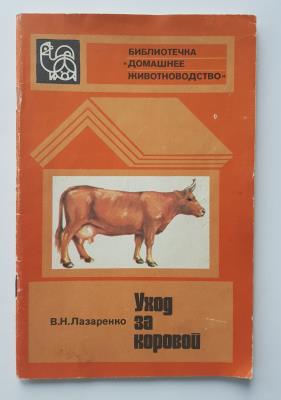 БИБЛИОТЕЧКА
«ДОМАШНЕЕ
ЖИВОТНОВОДСТВО»
В.Н.Лазаренко
Уход
за
коровой